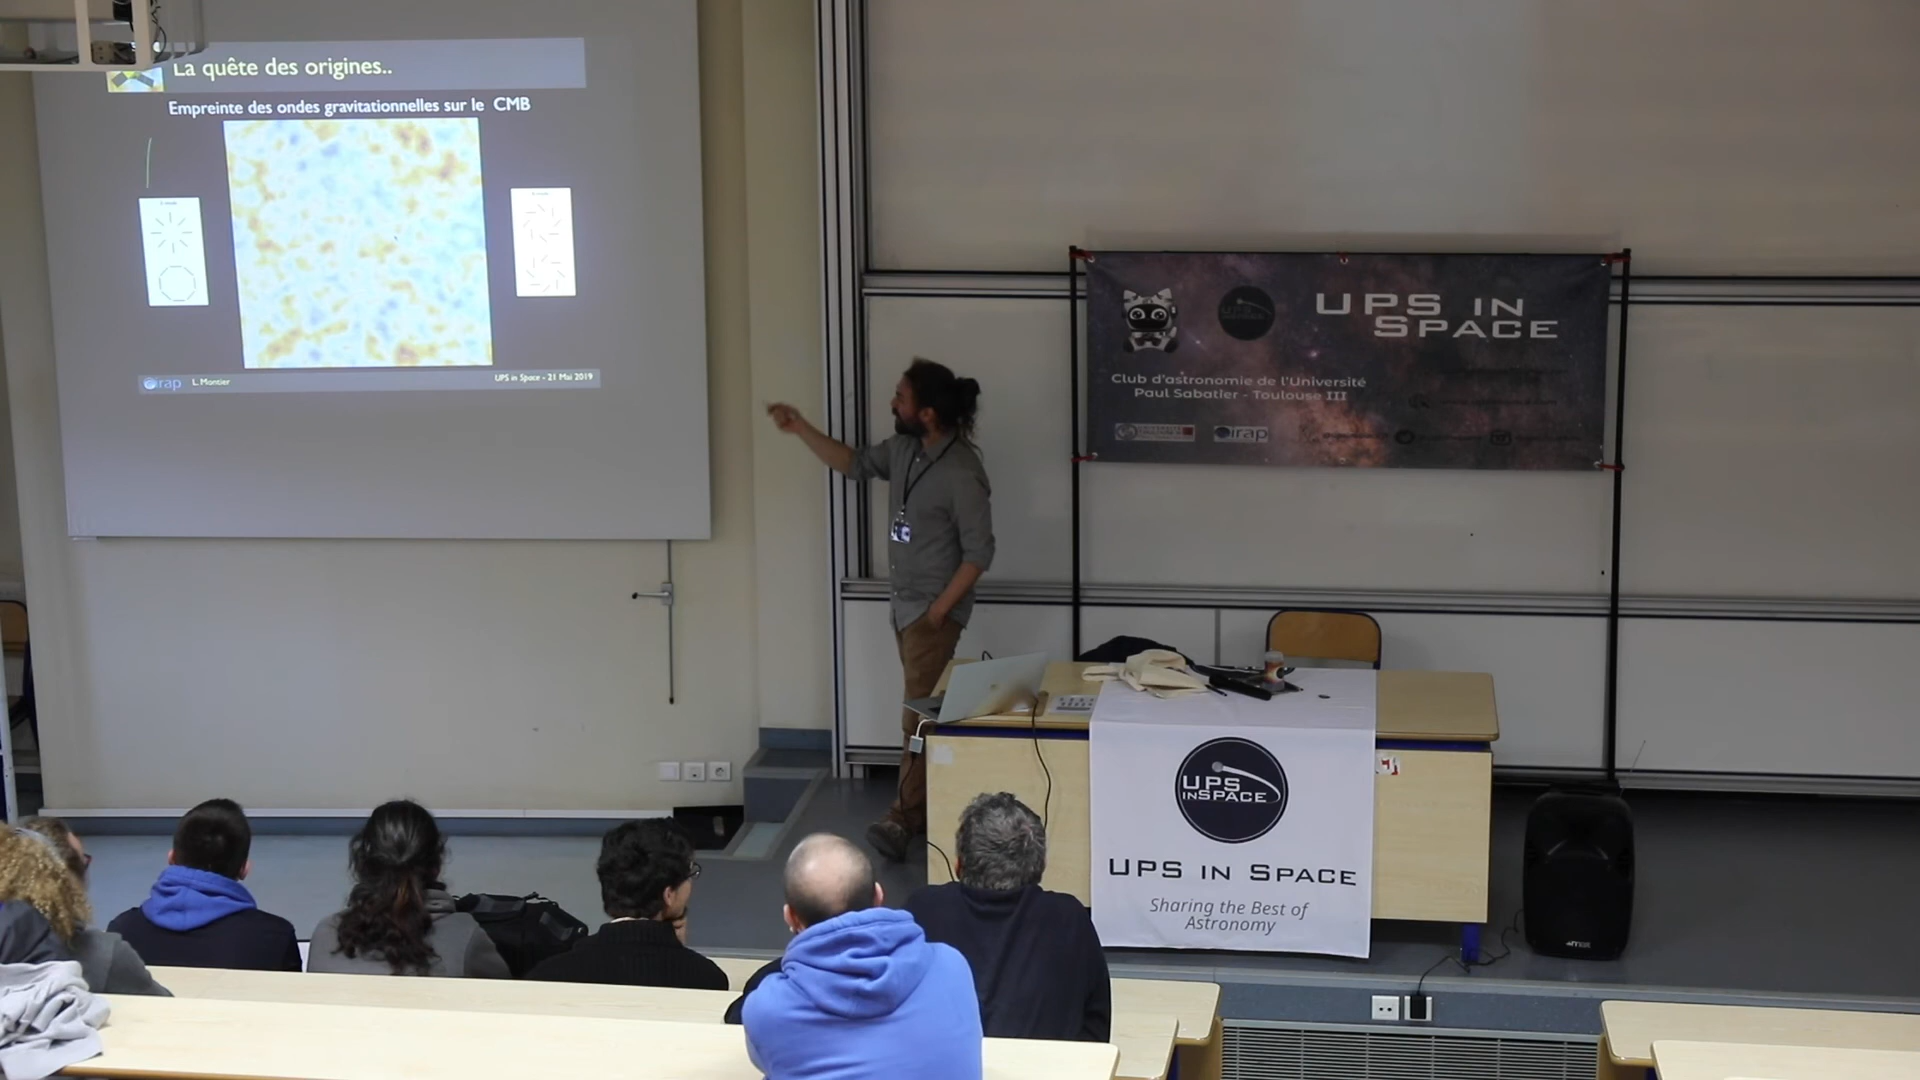 La quête des origines..
Empreinte des ondes gravitationnelles sur le CMB
irap
L. Montier
UPS in Space - 21 Mai 2019
UPS IN
SPACE
Club d'astronomie de l'Université
Paul Sabatier - Toulouse III
irap
UPS
INSPACE
UPS IN SPACE
Sharing the Best of
Astronomy